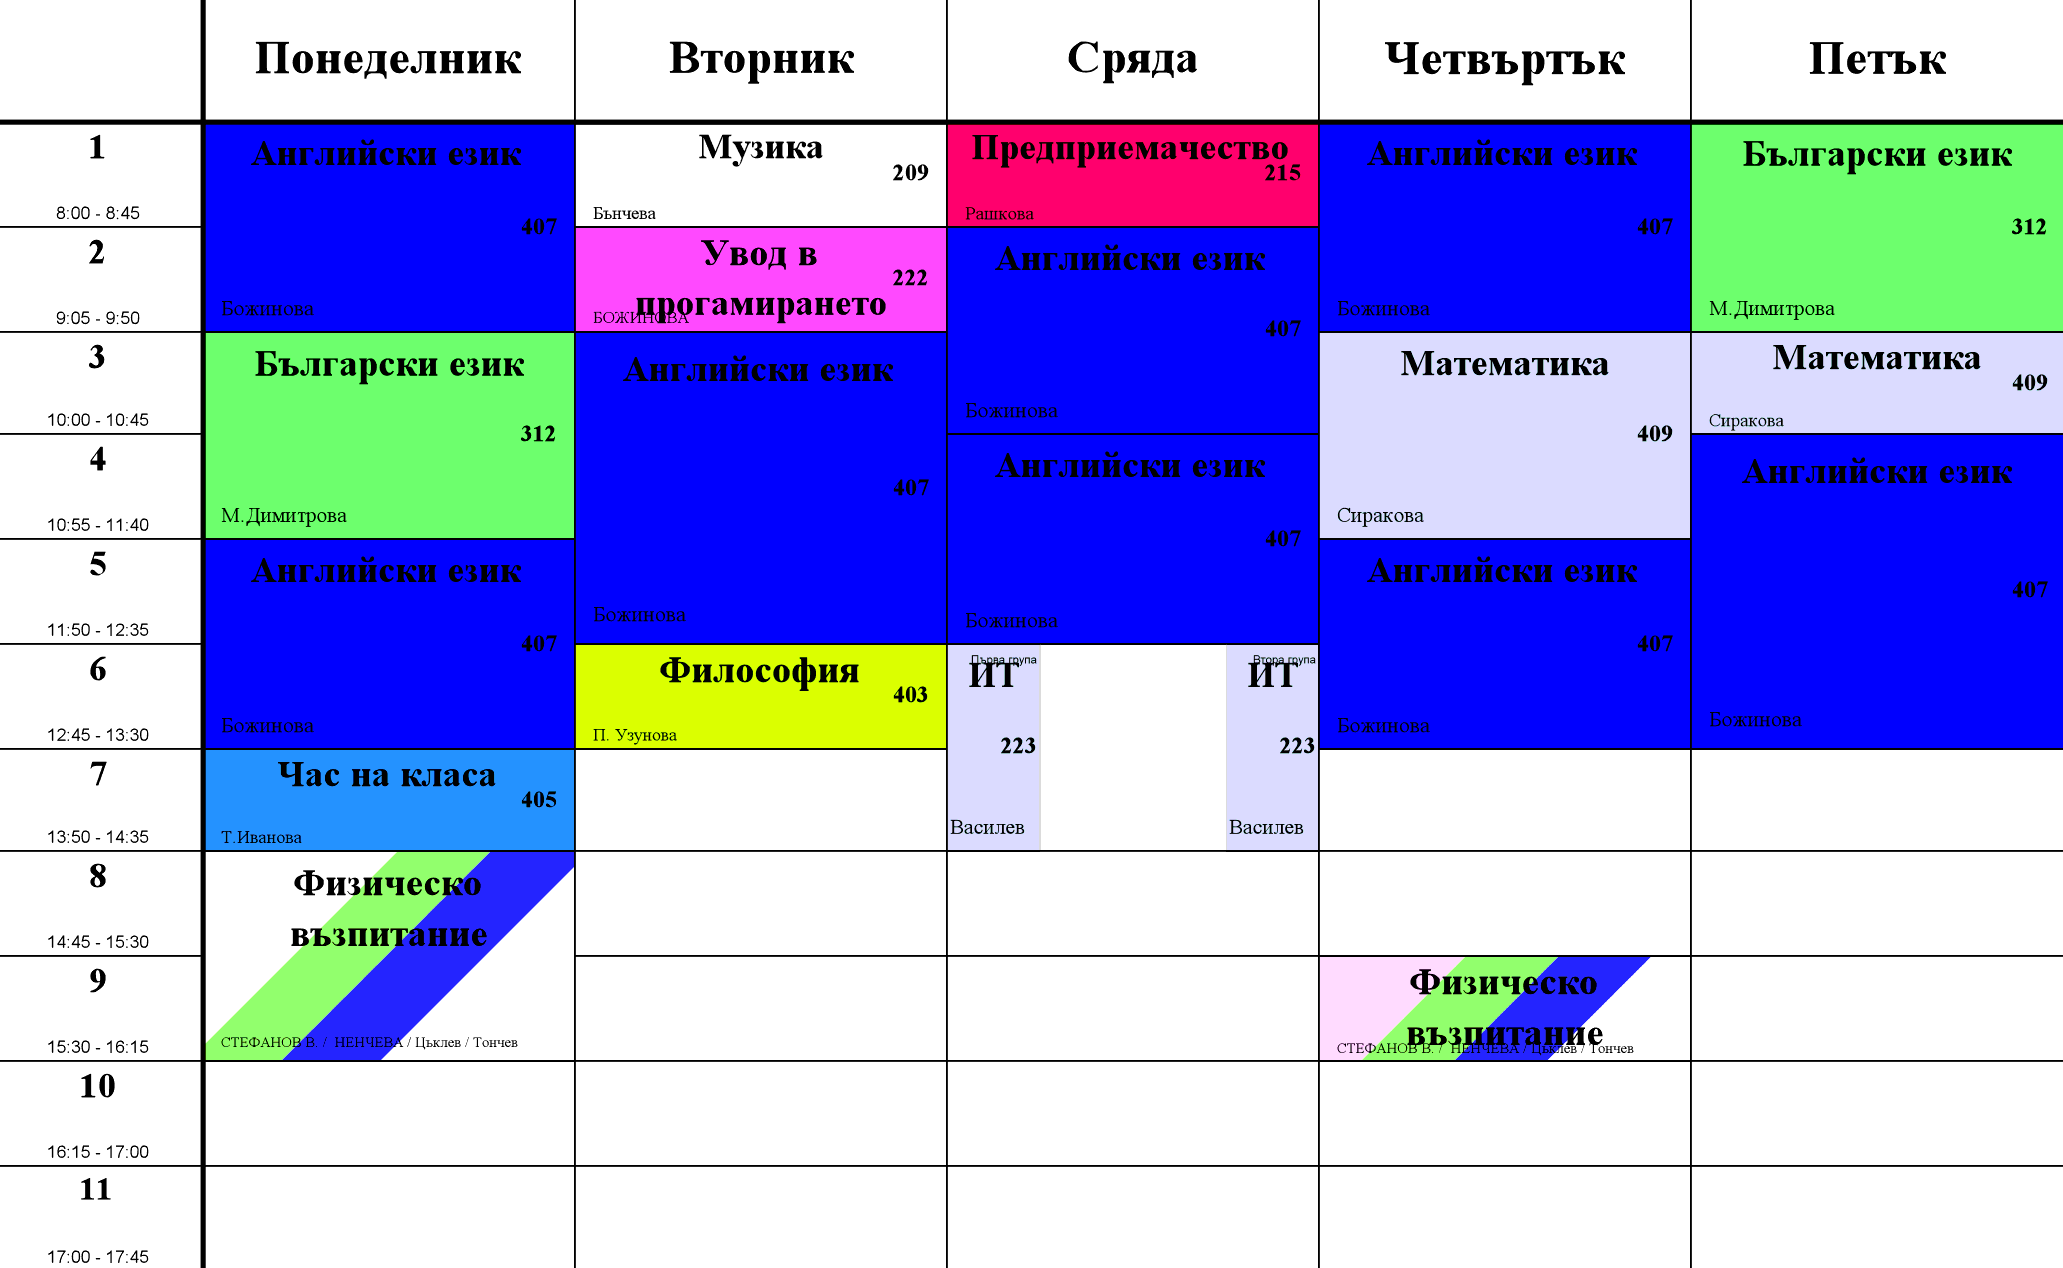 Понеделник
Вторник
Сряда
Четвъртък
Петък
1
8:00 - 8:45
Английски език
407
Божинова
Музика
209
Бънчева
Предприемачество
215
Рашкова
Английски език
407
Божинова
Български език
312
М.Димитрова
2
9:05 - 9:50
Увод в
програмирането
222
БОЖИНОВА
Английски език
407
Божинова
3
10:00 - 10:45
Български език
312
М.Димитрова
Английски език
407
Божинова
Математика
409
Сиракова
Математика
409
Сиракова
4
10:55 - 11:40
Английски език
407
Божинова
Английски език
407
Божинова
5
11:50 - 12:35
Английски език
407
Божинова
Английски език
407
Божинова
6
12:45 - 13:30
Философия
403
П. Узунова
Първа група
ИТ
223
Василев
Втора група
ИТ
223
Василев
7
13:50 - 14:35
Час на класа
405
Т.Иванова
8
14:45 - 15:30
Физическо
възпитание
СТЕФАНОВ В. / НЕНЧЕВА / Цьклев / Тончев
9
15:30 - 16:15
Физическо
възпитание
СТЕФАНОВ В. / НЕНЧЕВА / Цьклев / Тончев
10
16:15 - 17:00
11
17:00 - 17:45